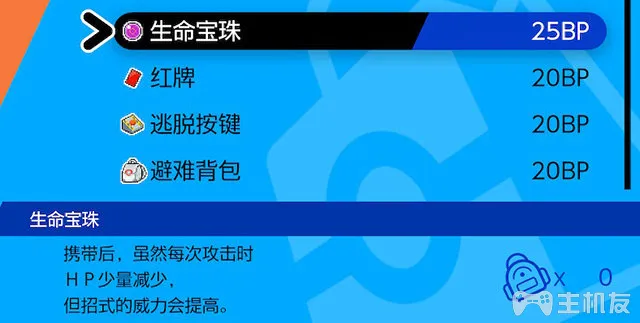 生命宝珠 25BP
红牌 20BP
逃脱按键 20BP
避难背包 20BP
生命宝珠
携带后，虽然每次攻击时
ＨＰ少量减少，
但招式的威力会提高。
x 0
主机友